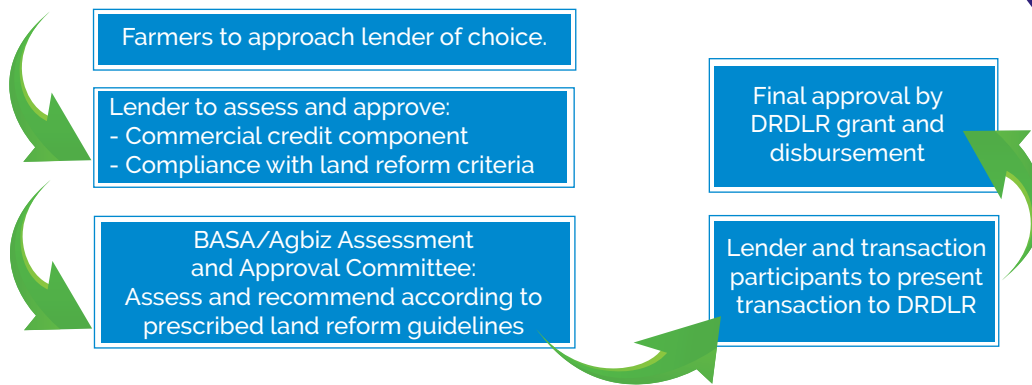 Farmers to approach lender of choice.
Lender to assess and approve:
- Commercial credit component
- Compliance with land reform criteria
BASA/Agbiz Assessment
and Approval Committee:
Assess and recommend according to
prescribed land reform guidelines
Lender and transaction
participants to present
transaction to DRDLR
Final approval by
DRDLR grant and
disbursement